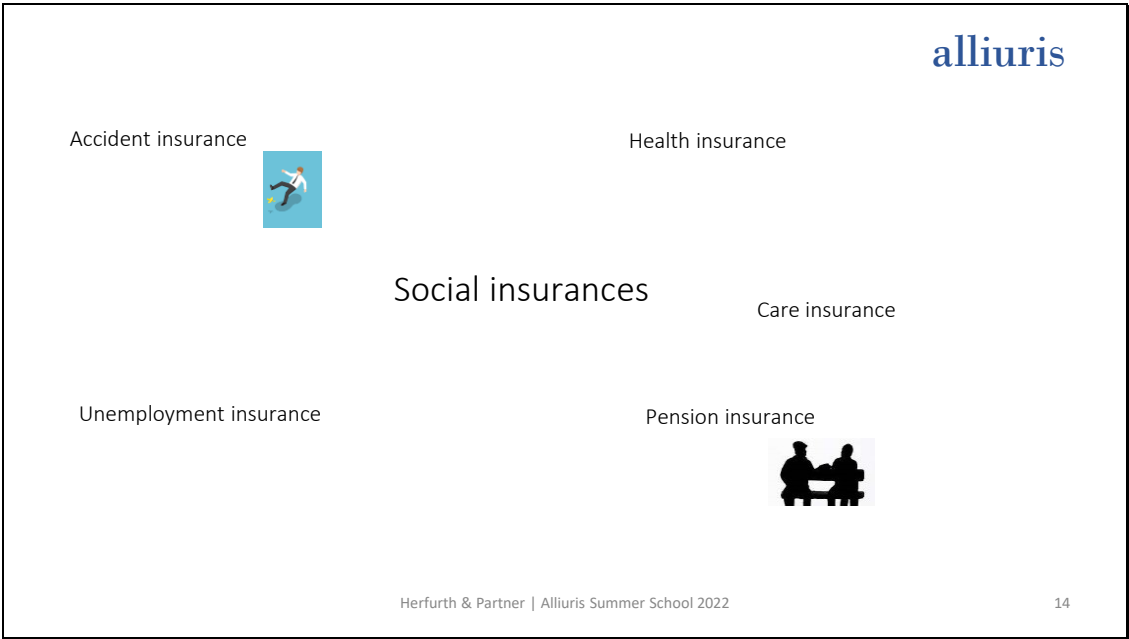 alliuris
Accident insurance
Health insurance
Social insurances
Care insurance
Unemployment insurance
Pension insurance
Herfurth & Partner | Alliuris Summer School 2022
14